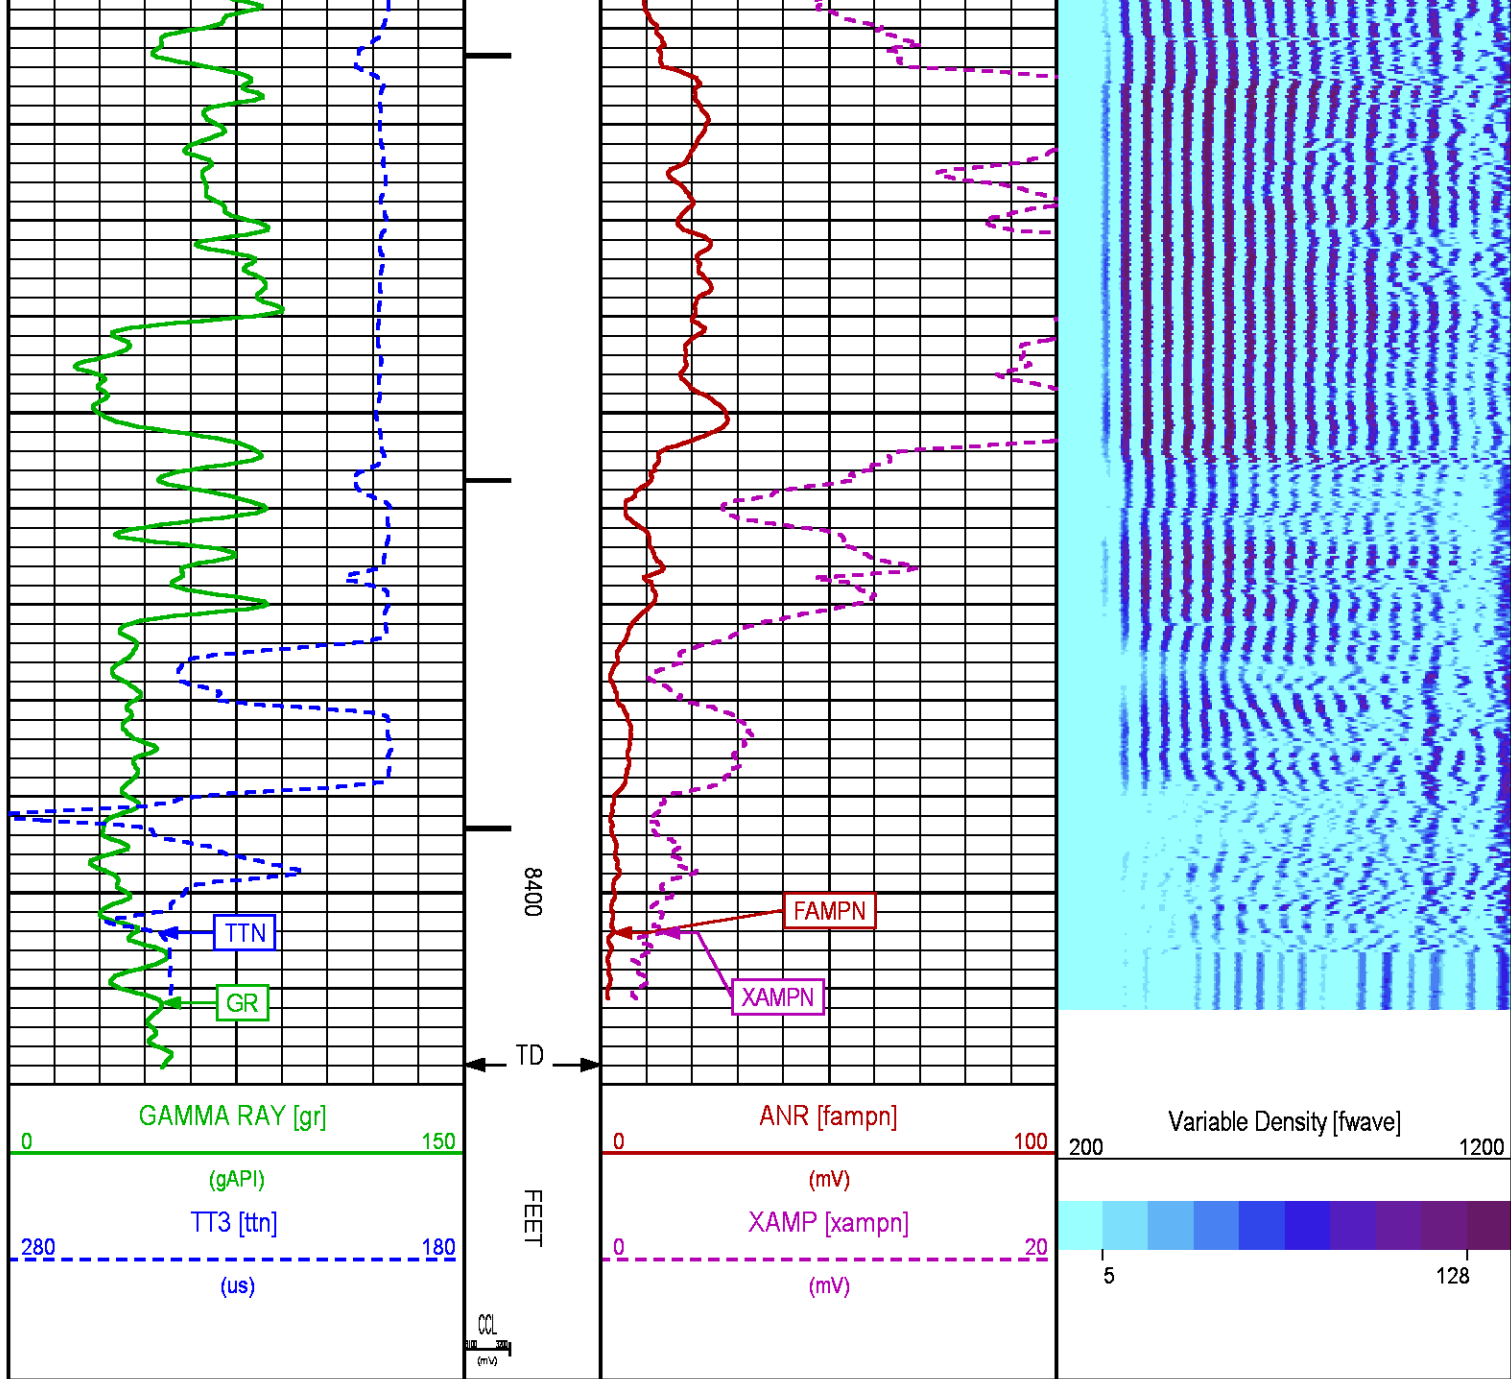 8400
FAMPN
TTN
XAMPN
GR
TD
GAMMA RAY [gr]
0 150
(gAPI)
TT3 [ttn]
280 180
(us)
FEET
CCL
(mV)
ANR [fampn]
0 100
(mV)
XAMP [xampn]
0 20
(mV)
Variable Density [fwave]
200 1200
5 128